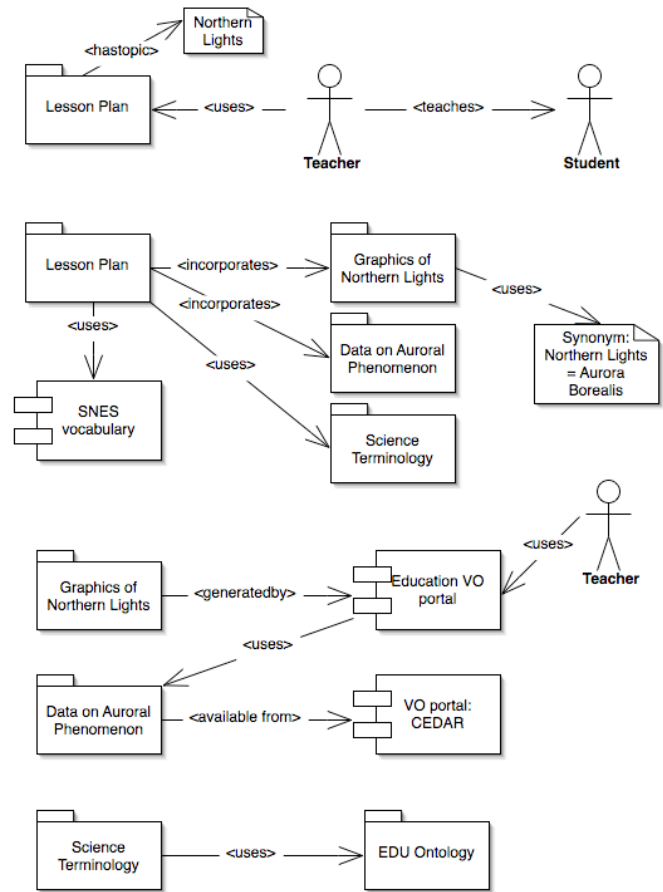 Northern
Lights
<hastopic>
Lesson Plan
<uses>
<teaches>
Teacher
Student
Lesson Plan
<incorporates>
Graphics of
Northern Lights
<uses>
<incorporates>
<uses>
Synonym:
Northern Lights
= Aurora
Borealis
Data on Auroral
Phenomenon
<uses>
SNES
vocabulary
Science
Terminology
<uses>
Teacher
Graphics of
Northern Lights
<generatedby>
Education VO
portal
<uses>
Data on Auroral
Phenomenon
<available from>
VO portal:
CEDAR
Science
Terminology
<uses>
EDU Ontology